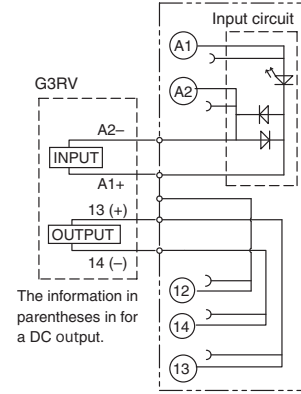 Input circuit
A1
G3RV
A2
A2–
INPUT
A1+
13 (+)
OUTPUT
14 (–)
The information in
parentheses in for
a DC output.
12
14
13